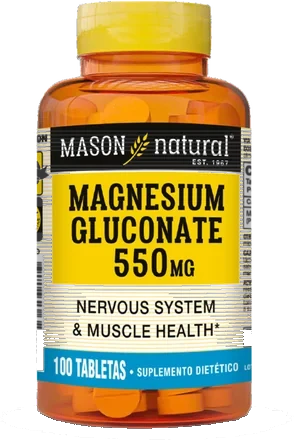 MASON natural
EST. 1967
MAGNESIUM
GLUCONATE
550MG
NERVOUS SYSTEM
& MUSCLE HEALTH*
100 TABLETAS • SUPLEMENTO DIETÉTICO